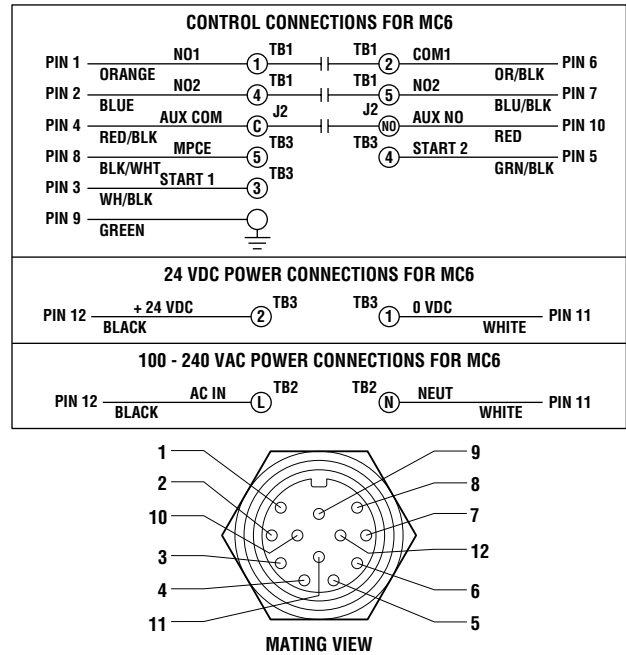 CONTROL CONNECTIONS FOR MC6
PIN 1 NO1 TB1 TB1 COM1 PIN 6
ORANGE 1 2 OR/BLK
PIN 2 NO2 TB1 TB1 NO2 PIN 7
BLUE 4 5 BLU/BLK
PIN 4 AUX COM J2 J2 AUX NO PIN 10
RED/BLK C NO RED
PIN 8 MPCE TB3 TB3 START 2 PIN 5
BLK/WHT 5 4 GRN/BLK
PIN 3 START 1 TB3
WH/BLK 3
PIN 9
GREEN
24 VDC POWER CONNECTIONS FOR MC6
PIN 12 + 24 VDC TB3 TB3 0 VDC PIN 11
BLACK 2 1 WHITE
100 - 240 VAC POWER CONNECTIONS FOR MC6
PIN 12 AC IN TB2 TB2 NEUT PIN 11
BLACK L N WHITE
1 9
2 8
10 7
3 12
4 6
11 5
MATING VIEW